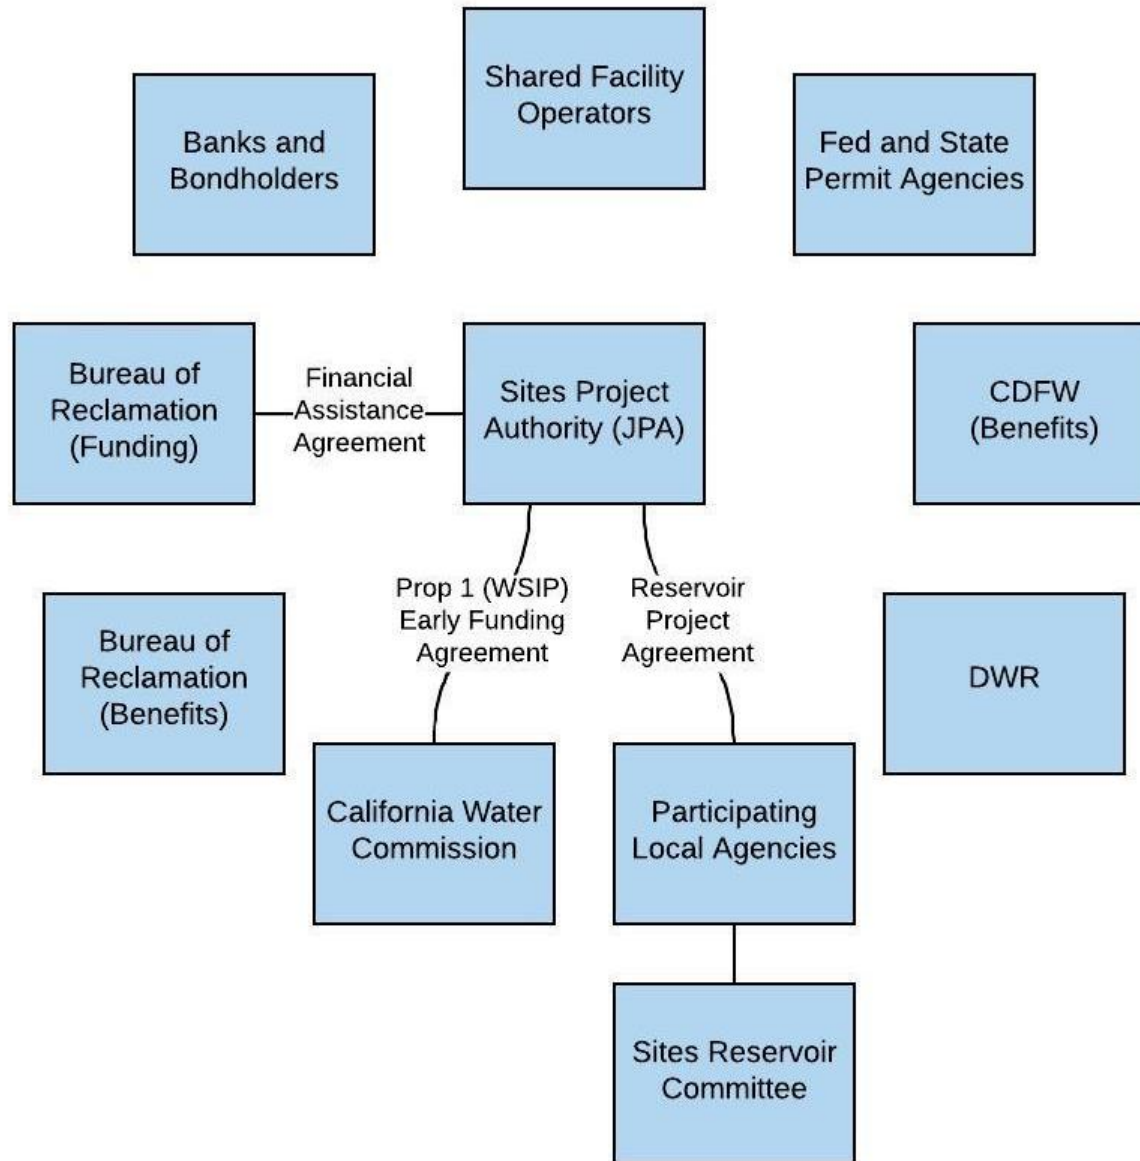 Shared Facility
Operators
Banks and
Bondholders
Fed and State
Permit Agencies
Bureau of
Reclamation
(Funding)
Financial
Assistance
Agreement
Sites Project
Authority (JPA)
CDFW
(Benefits)
Prop 1 (WSIP)
Early Funding
Agreement
Reservoir
Project
Agreement
Bureau of
Reclamation
(Benefits)
DWR
California Water
Commission
Participating
Local Agencies
Sites Reservoir
Committee